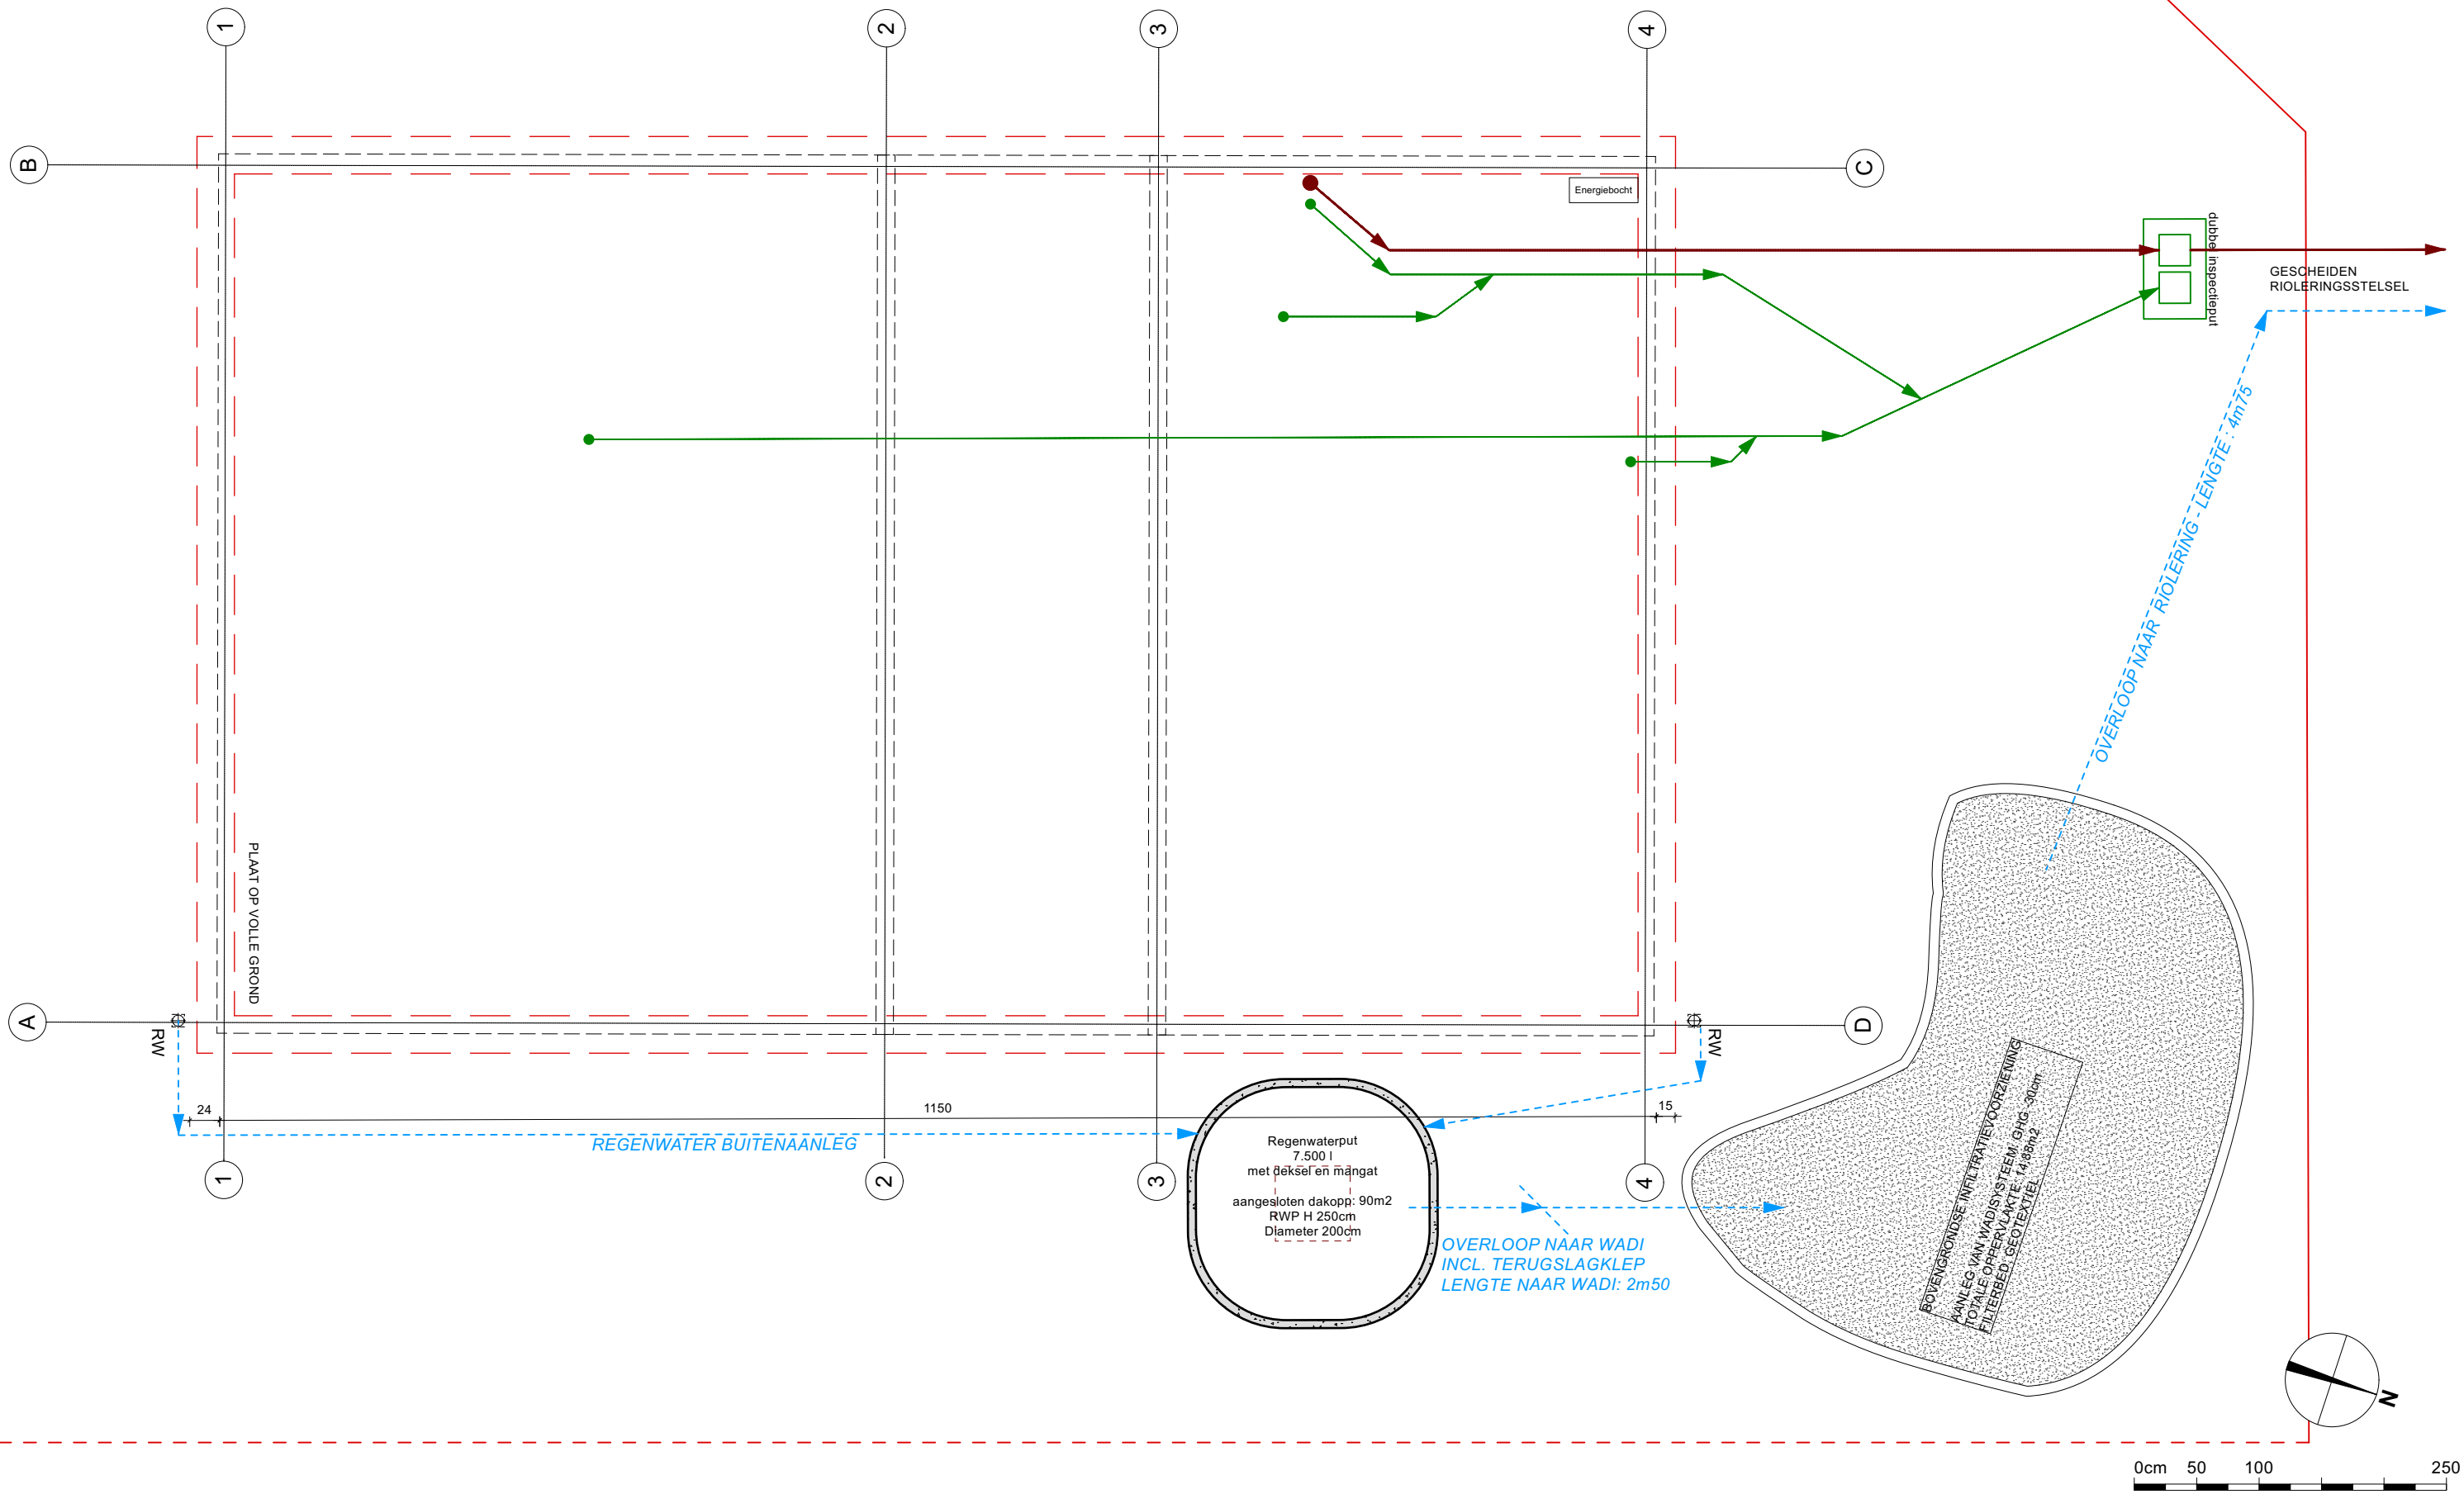 1
2
3
4
B
C
Energiebocht
dubbele inspectieput
GESCHEIDEN
RIOLERINGSSTELSEL
OVERLOOP NAAR RIOLERING - LENGTE : 4m75
PLAAT OP VOLLE GROND
A
D
RW
RW
24
1150
15
REGENWATER BUITENAANLEG
1
2
3
4
Regenwaterput
7.500 l
met deksel en mangat
aangesloten dakopp: 90m2
RWP H 250cm
Diameter 200cm
OVERLOOP NAAR WADI
INCL. TERUGSLAGKLEP
LENGTE NAAR WADI: 2m50
BOVENGRONDSE INFILTRATIEVOORZIENING
AANLEG VAN WADISYSTEEM, GHG -30cm
TOTALE OPPERVLAKTE: 14,88m2
FILTERBED: GEOTEXTIEL
N
0cm 50 100 250